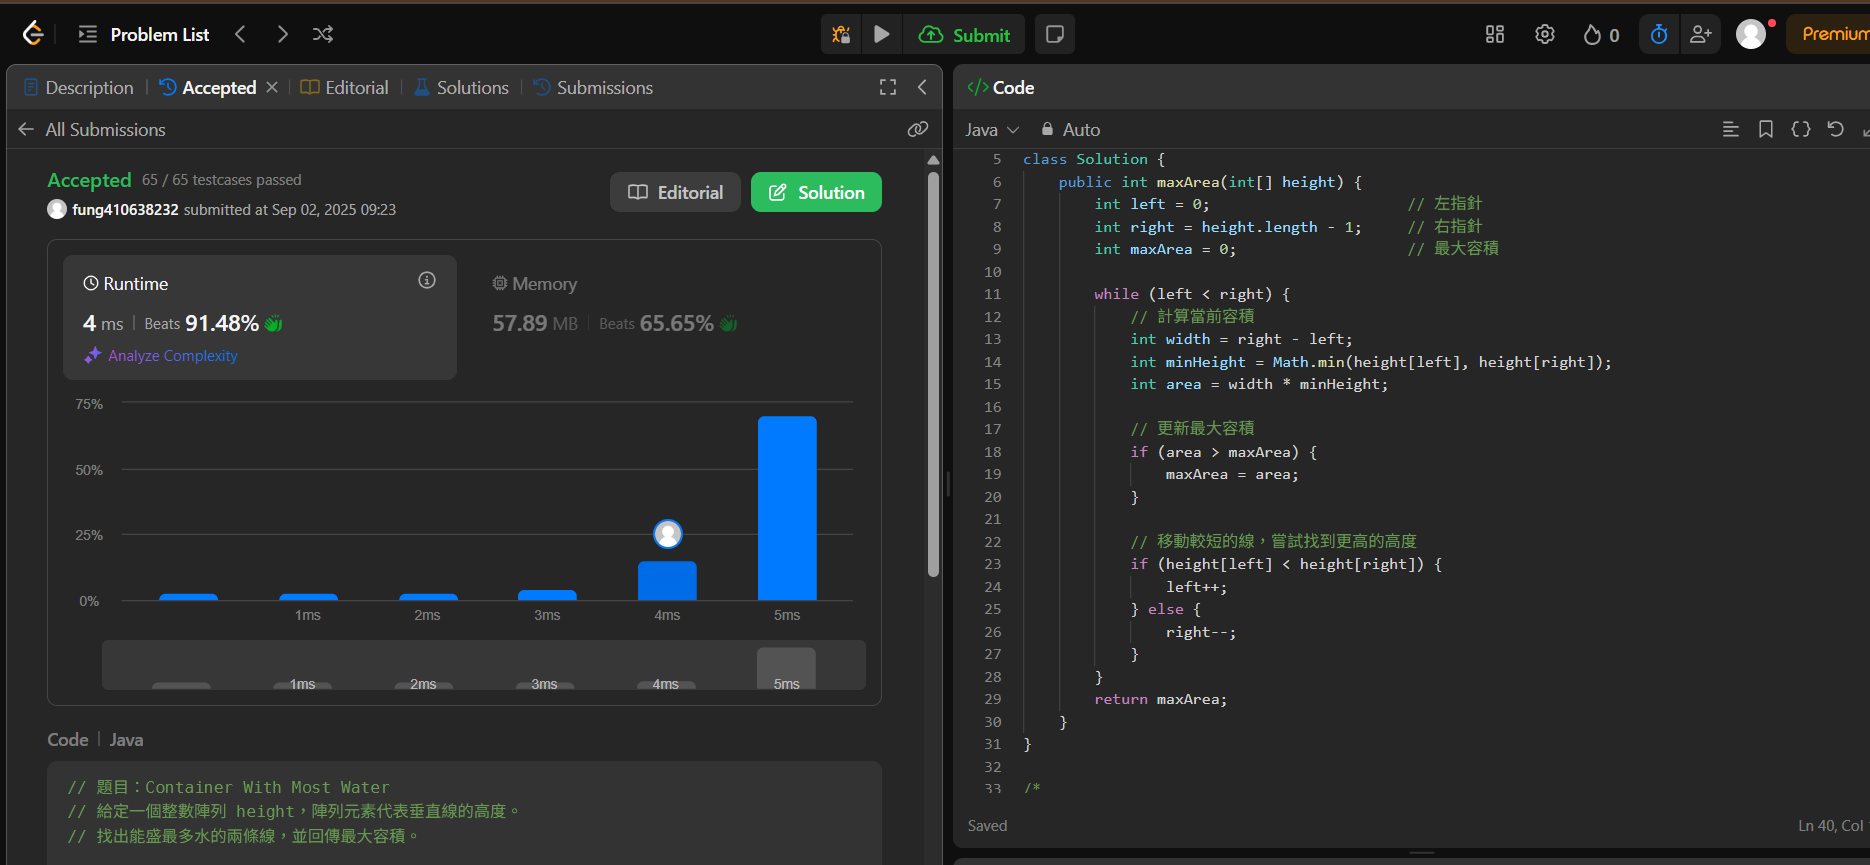 Problem List
Submit
0
Premium
Description
Accepted
Editorial
Solutions
Submissions
All Submissions
Accepted 65 / 65 testcases passed
fung410638232 submitted at Sep 02, 2025 09:23
Editorial
Solution
Runtime
4 ms | Beats 91.48%
Analyze Complexity
Memory
57.89 MB | Beats 65.65%
75%
50%
25%
0%
1ms 2ms 3ms 4ms 5ms
1ms 2ms 3ms 4ms 5ms
Code | Java
// 題目：Container With Most Water
// 給定一個整數陣列 height，陣列元素代表垂直線的高度。
// 找出能盛最多水的兩條線，並回傳最大容積。
</> Code
Java
Auto
5 class Solution {
6 public int maxArea(int[] height) {
7 int left = 0; // 左指針
8 int right = height.length - 1; // 右指針
9 int maxArea = 0; // 最大容積
10
11 while (left < right) {
12 // 計算當前容積
13 int width = right - left;
14 int minHeight = Math.min(height[left], height[right]);
15 int area = width * minHeight;
16
17 // 更新最大容積
18 if (area > maxArea) {
19 maxArea = area;
20 }
21
22 // 移動較短的線，嘗試找到更高的高度
23 if (height[left] < height[right]) {
24 left++;
25 } else {
26 right--;
27 }
28 }
29 return maxArea;
30 }
31 }
32
33 /*
Saved
Ln 40, Col